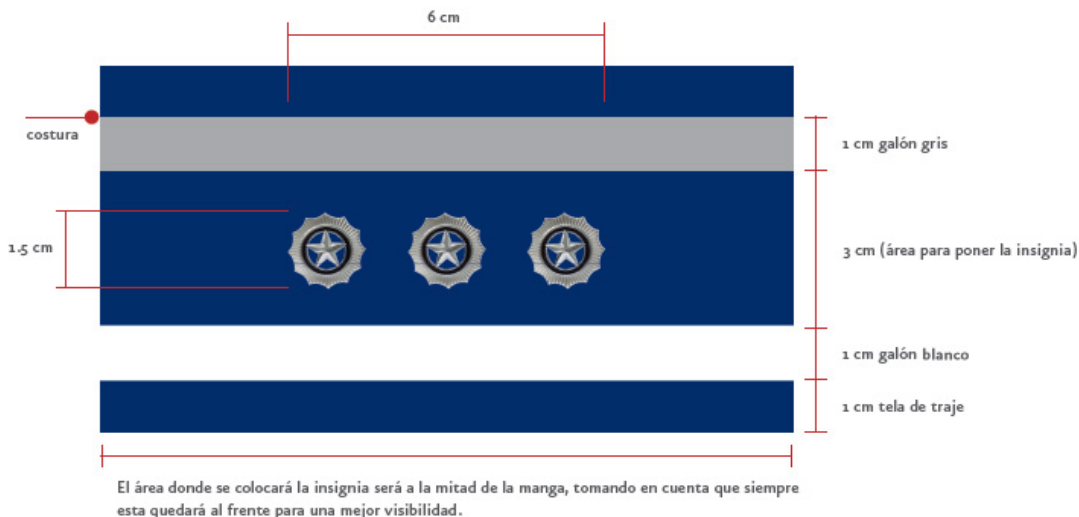 6 cm
costura
1 cm galón gris
1.5 cm
3 cm (área para poner la insignia)
1 cm galón blanco
1 cm tela de traje
El área donde se colocará la insignia será a la mitad de la manga, tomando en cuenta que siempre
esta quedará al frente para una mejor visibilidad.